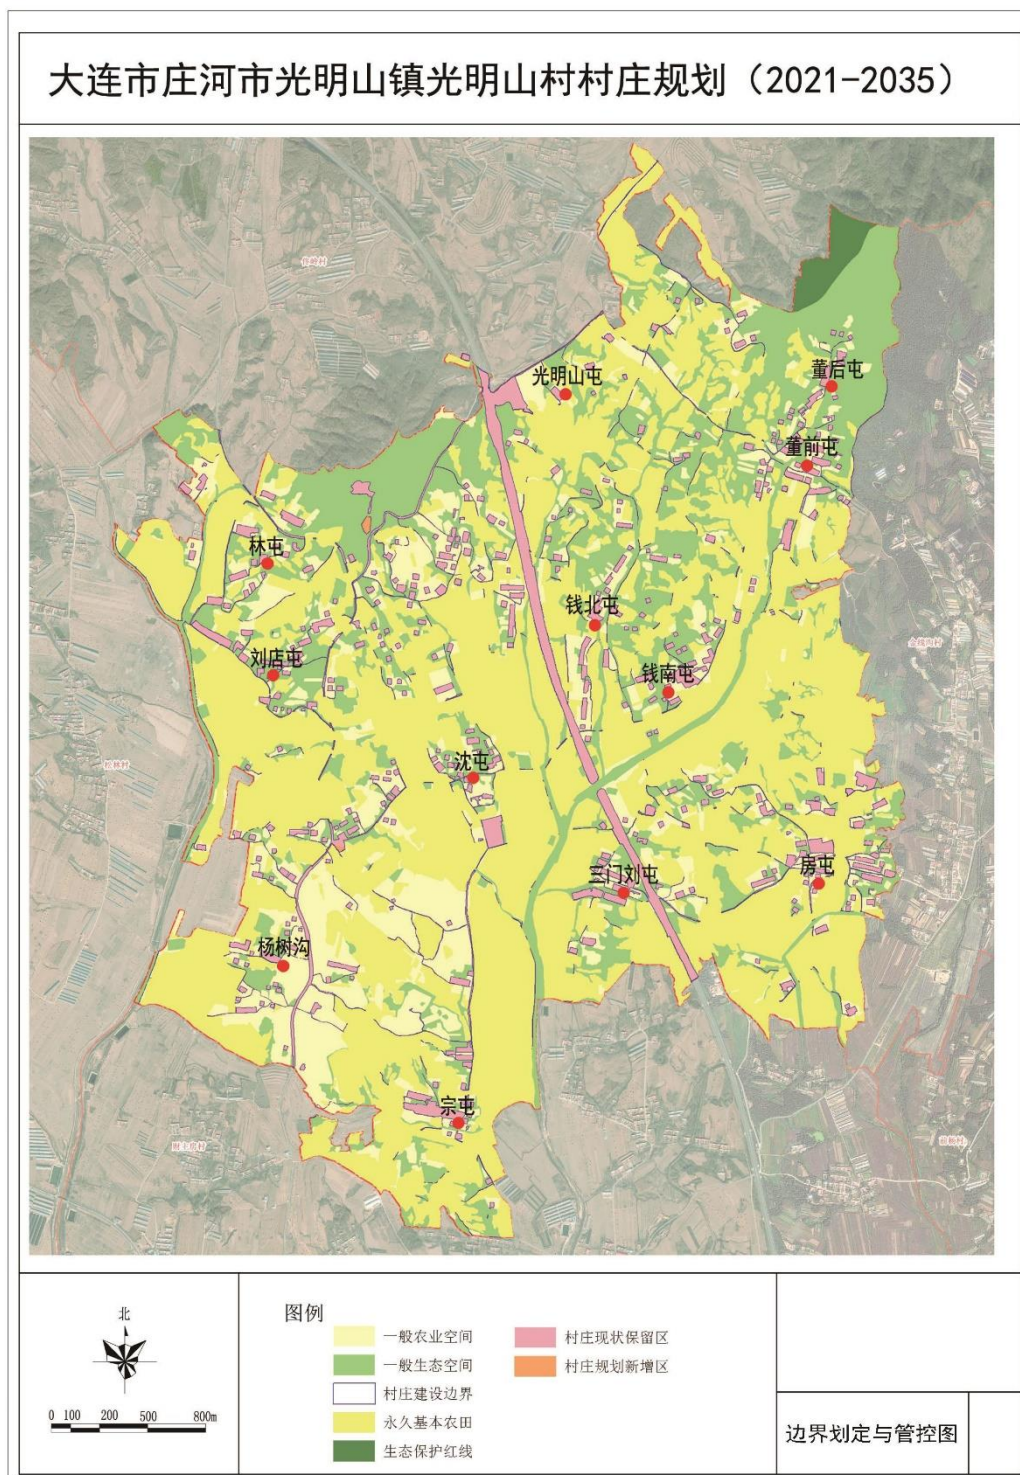 大连市庄河市光明山镇光明山村村庄规划（2021-2035）
光明山屯
董后屯
董前屯
林屯
钱北屯
刘店屯
钱南屯
松林村
沈屯
三门刘屯
房屯
杨树沟
宗屯
北
0 100 200 500 800m
图例
一般农业空间
一般生态空间
村庄建设边界
永久基本农田
生态保护红线
村庄现状保留区
村庄规划新增区
边界划定与管控图